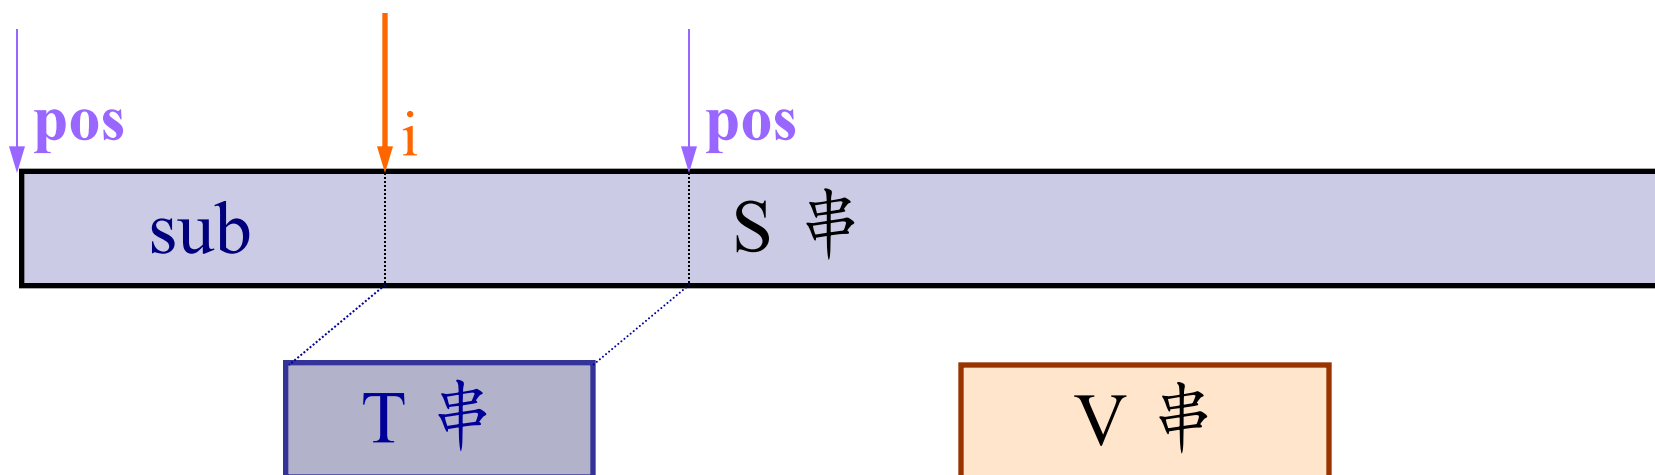 pos i pos
sub S 串
T 串 V 串